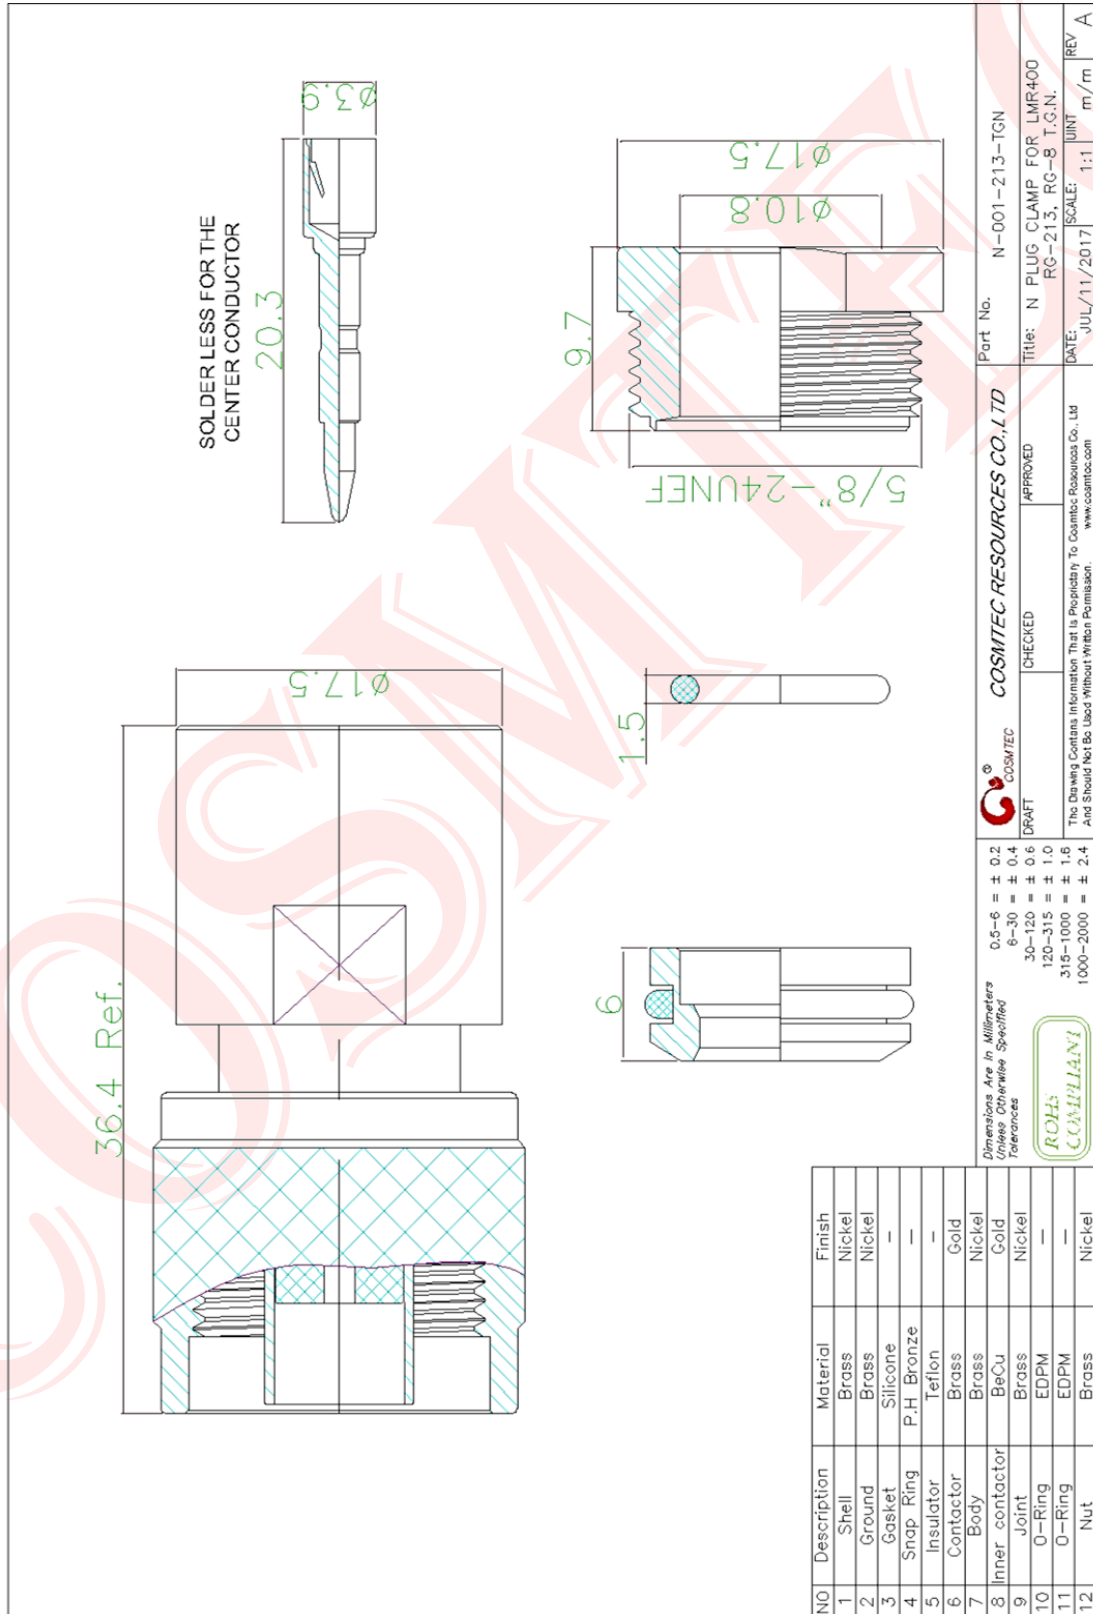 SOLDER LESS FOR THE
CENTER CONDUCTOR
20.3
ø3.9
36.4 Ref.
ø17.5
9.7
ø17.5
ø10.8
5/8"-24UNEF
1.5
6
NO Description Material Finish
1 Shell Brass Nickel
2 Ground Brass Nickel
3 Gasket Silicone —
4 Snap Ring P.H Bronze —
5 Insulator Teflon —
6 Contactor Brass Gold
7 Body Brass Nickel
8 Inner contactor BeCu Gold
9 Joint Brass Nickel
10 O-Ring EDPM —
11 O-Ring EDPM —
12 Nut Brass Nickel
Dimensions Are In Millimeters
Unless Otherwise Specified
Tolerances
0.5-6 = ± 0.2
6-30 = ± 0.4
30-120 = ± 0.6
120-315 = ± 1.0
315-1000 = ± 1.6
1000-2000 = ± 2.4
ROHS
COMPLIANT
COSMTEC ®
COSMTEC RESOURCES CO.,LTD
DRAFT
CHECKED
APPROVED
The Drawing Contans Information That Is Proprietary To Cosmtec Resources Co., Ltd
And Should Not Be Used Without Written Permission. www.cosmtec.com
Part No. N-001-213-TGN
Title: N PLUG CLAMP FOR LMR400
RG-213, RG-8 T.G.N.
DATE: JUL/11/2017
SCALE: 1:1
UINT m/m
REV A
COSMTEC